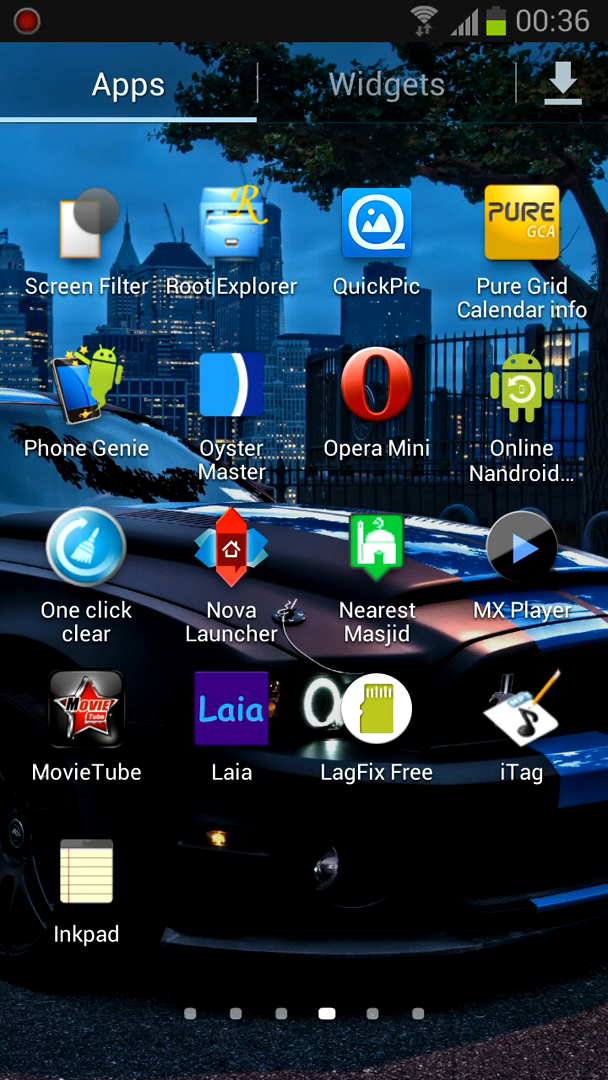 00:36
Apps
Widgets
R
PURE
GCA
Screen Filter
Root Explorer
QuickPic
Pure Grid
Calendar info
Phone Genie
Oyster
Master
Opera Mini
Online
Nandroid...
One click
clear
Nova
Launcher
Nearest
Masjid
MX Player
MOVIE
Tube
Laia
MovieTube
Laia
LagFix Free
iTag
Inkpad